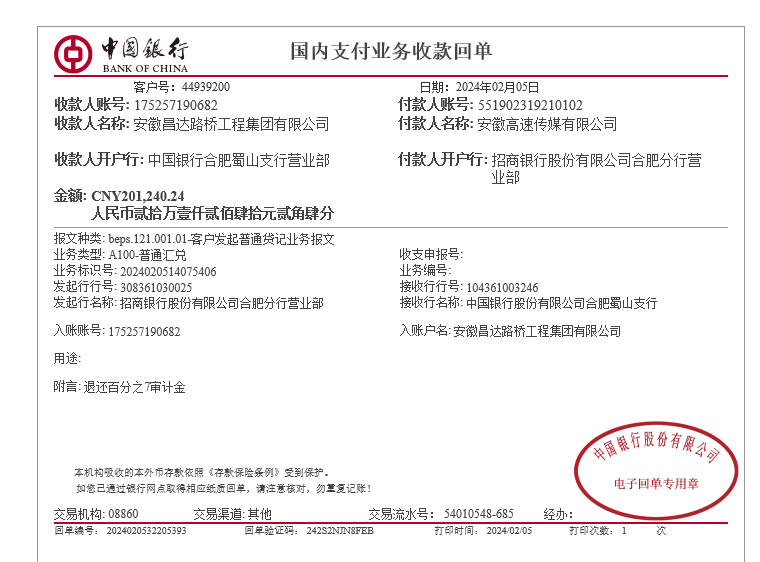 中国银行 国内支付业务收款回单
BANK OF CHINA
客户号：44939200 日期：2024年02月05日
收款人账号: 175257190682 付款人账号: 551902319210102
收款人名称: 安徽昌达路桥工程集团有限公司 付款人名称: 安徽高速传媒有限公司
收款人开户行: 中国银行合肥蜀山支行营业部 付款人开户行: 招商银行股份有限公司合肥分行营
业部
金额: CNY201,240.24
人民币贰拾万壹仟贰佰肆拾元贰角肆分
报文种类: beps.121.001.01-客户发起普通贷记业务报文
业务类型: A100-普通汇兑 收支申报号:
业务标识号: 2024020514075406 业务编号:
发起行行号: 308361030025 接收行行号: 104361003246
发起行名称: 招商银行股份有限公司合肥分行营业部 接收行名称: 中国银行股份有限公司合肥蜀山支行
入账账号: 175257190682 入账户名: 安徽昌达路桥工程集团有限公司
用途:
附言: 退还百分之7审计金
中国银行股份有限公司
电子回单专用章
本机构吸收的本外币存款依照《存款保险条例》受到保护。
如您已通过银行网点取得相应纸质回单，请注意核对，勿重复记账！
交易机构: 08860 交易渠道: 其他 交易流水号： 54010548-685 经办：
回单编号： 2024020532205393 回单验证码： 242S2NJN8FEB 打印时间： 2024/02/05 打印次数： 1 次